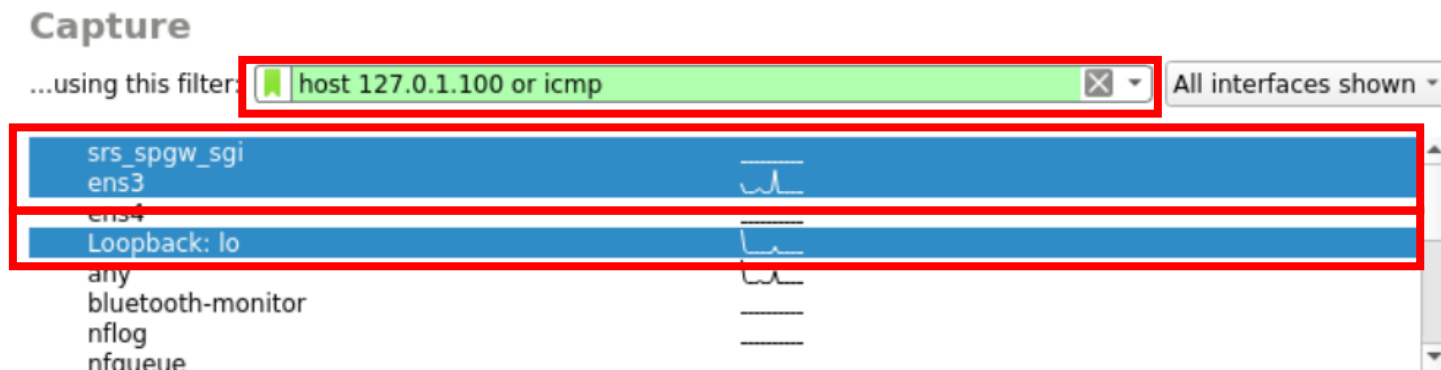 Capture
...using this filter: host 127.0.1.100 or icmp All interfaces shown
srs_spgw_sgi
ens3
ens4
Loopback: lo
any
bluetooth-monitor
nflog
nfqueue